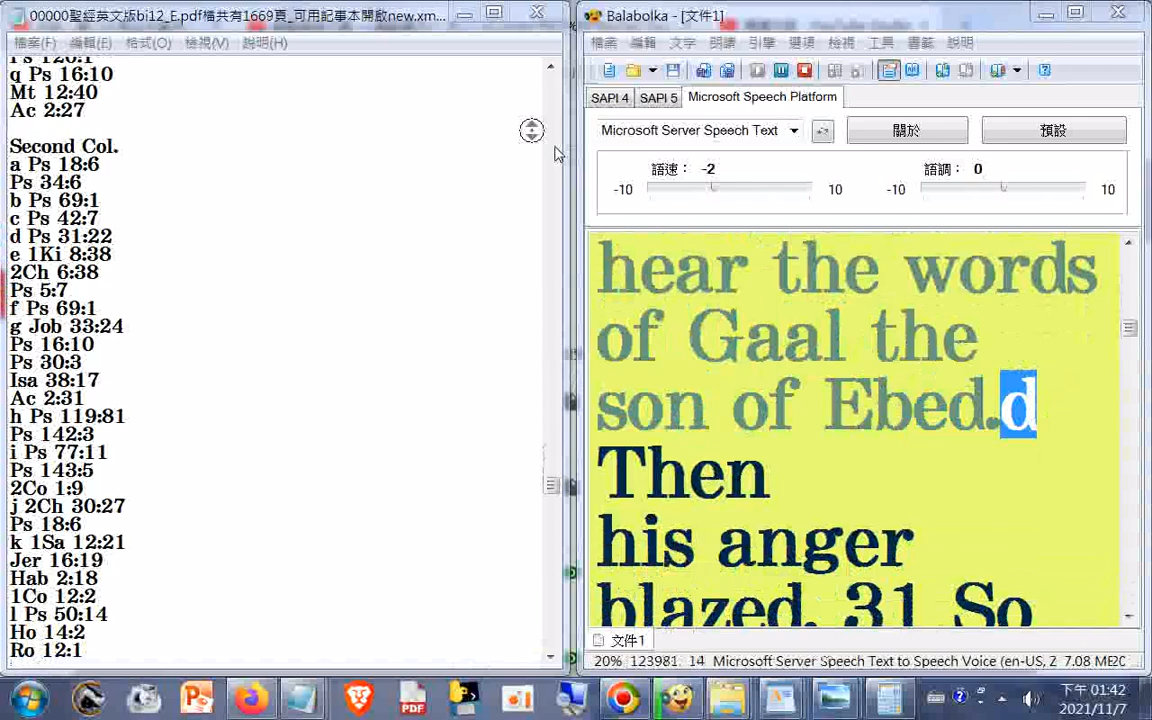 00000聖經英文版bi12_E.pdf檔共有1669頁_可用記事本開啟new.xm...
檔案(F) 編輯(E) 格式(O) 檢視(V) 說明(H)
q Ps 16:10
Mt 12:40
Ac 2:27
Second Col.
a Ps 18:6
Ps 34:6
b Ps 69:1
c Ps 42:7
d Ps 31:22
e 1Ki 8:38
2Ch 6:38
Ps 5:7
f Ps 69:1
g Job 33:24
Ps 16:10
Ps 30:3
Isa 38:17
Ac 2:31
h Ps 119:81
Ps 142:3
i Ps 77:11
Ps 143:5
2Co 1:9
j 2Ch 30:27
Ps 18:6
k 1Sa 12:21
Jer 16:19
Hab 2:18
1Co 12:2
l Ps 50:14
Ho 14:2
Ro 12:1
Balabolka - [文件1]
檔案 編輯 文字 朗讀 引擎 選項 檢視 工具 書籤 說明
SAPI 4 SAPI 5 Microsoft Speech Platform
Microsoft Server Speech Text 關於 預設
語速： -2 語調： 0
-10 10 -10 10
hear the words
of Gaal the
son of Ebed.d
Then
his anger
blazed. 31 So
文件1
20% 123981, 14 Microsoft Server Speech Text to Speech Voice (en-US, Z 7.08 ME20
PDF
下午 01:42
2021/11/7